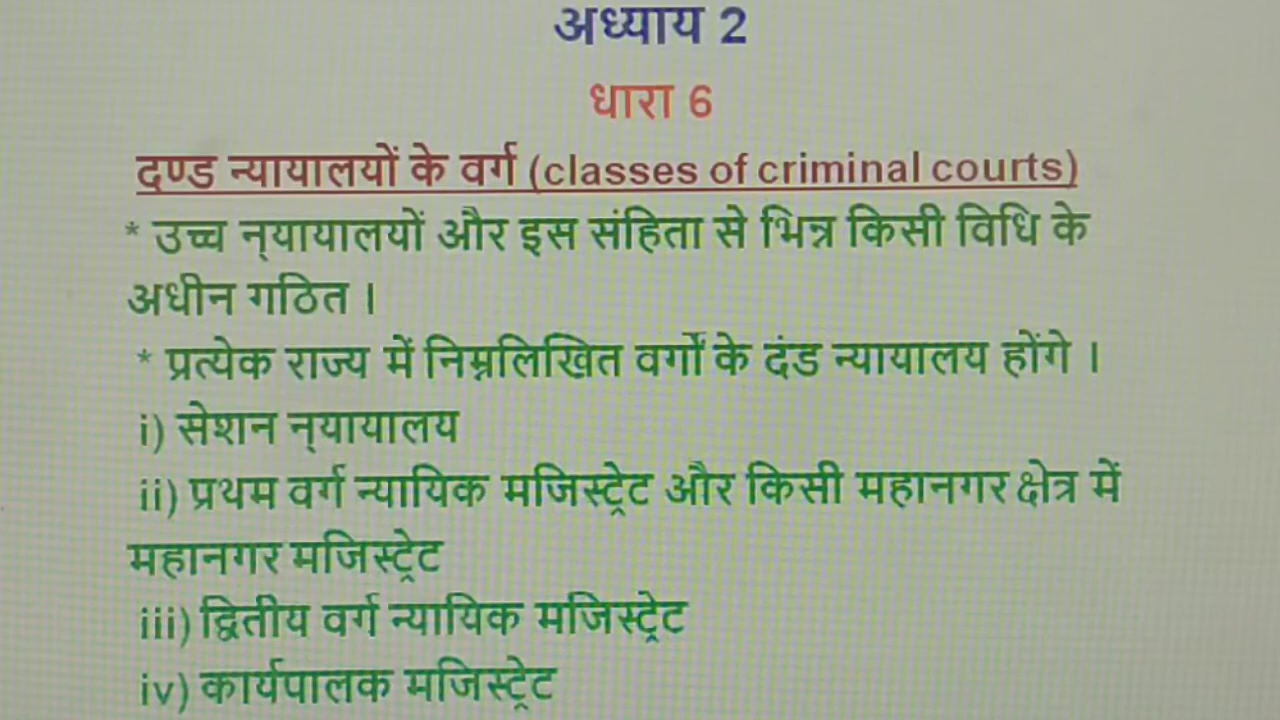 अध्याय 2
धारा 6
दण्ड न्यायालयों के वर्ग (classes of criminal courts)
* उच्च न्‌यायालयों और इस संहिता से भिन्न किसी विधि के
अधीन गठित ।
* प्रत्येक राज्य में निम्नलिखित वर्गों के दंड न्यायालय होंगे ।
i) सेशन न्‌यायालय
ii) प्रथम वर्ग न्यायिक मजिस्ट्रेट और किसी महानगर क्षेत्र में
महानगर मजिस्ट्रेट
iii) द्वितीय वर्ग न्यायिक मजिस्ट्रेट
iv) कार्यपालक मजिस्ट्रेट